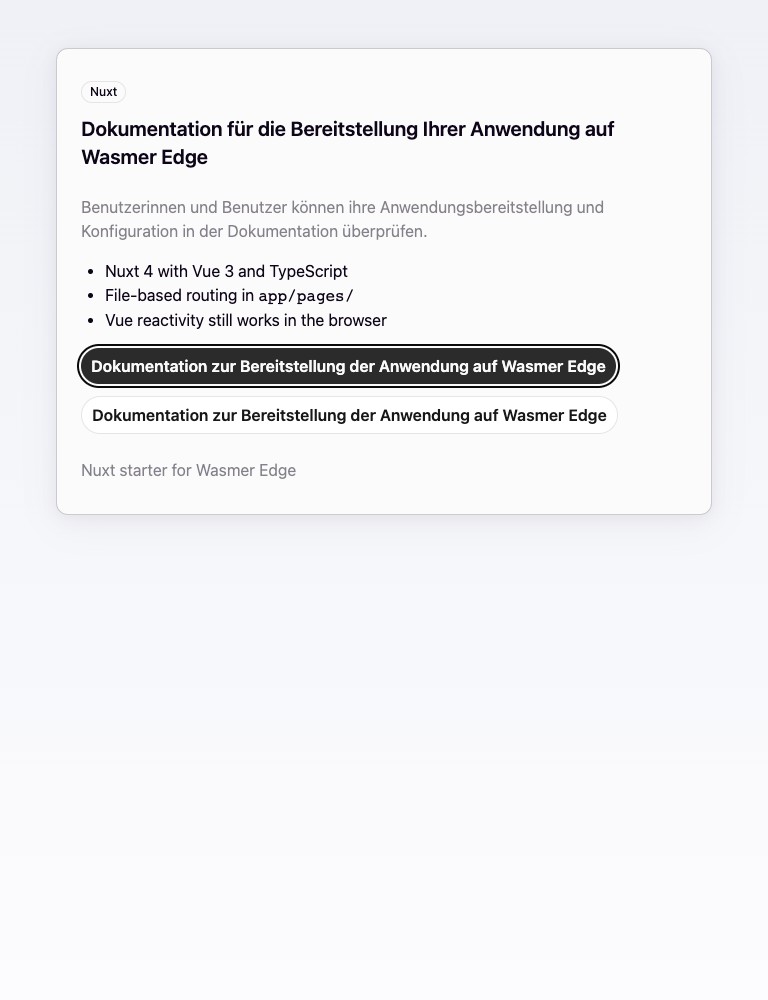 Nuxt
Dokumentation für die Bereitstellung Ihrer Anwendung auf
Wasmer Edge
Benutzerinnen und Benutzer können ihre Anwendungsbereitstellung und
Konfiguration in der Dokumentation überprüfen.
• Nuxt 4 with Vue 3 and TypeScript
• File-based routing in app/pages/
• Vue reactivity still works in the browser
Dokumentation zur Bereitstellung der Anwendung auf Wasmer Edge
Dokumentation zur Bereitstellung der Anwendung auf Wasmer Edge
Nuxt starter for Wasmer Edge